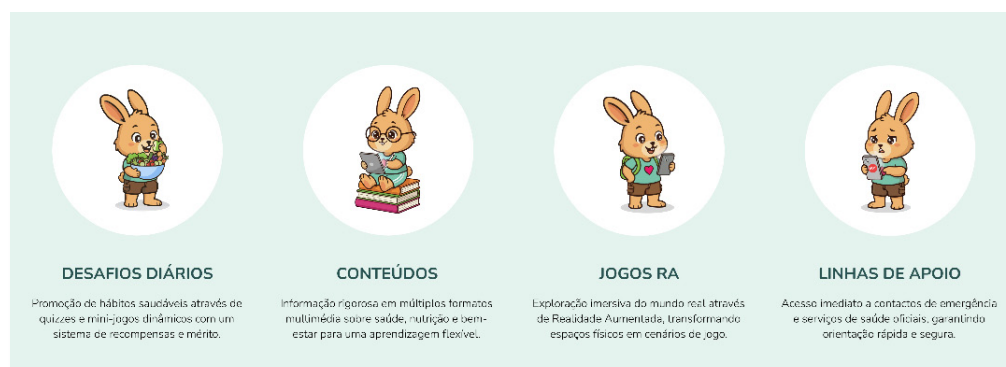 DESAFIOS DIÁRIOS
Promoção de hábitos saudáveis através de
quizzes e mini-jogos dinâmicos com um
sistema de recompensas e mérito.
CONTEÚDOS
Informação rigorosa em múltiplos formatos
multimédia sobre saúde, nutrição e bem-
estar para uma aprendizagem flexível.
JOGOS RA
Exploração imersiva do mundo real através
de Realidade Aumentada, transformando
espaços físicos em cenários de jogo.
LINHAS DE APOIO
Acesso imediato a contactos de emergência
e serviços de saúde oficiais, garantindo
orientação rápida e segura.